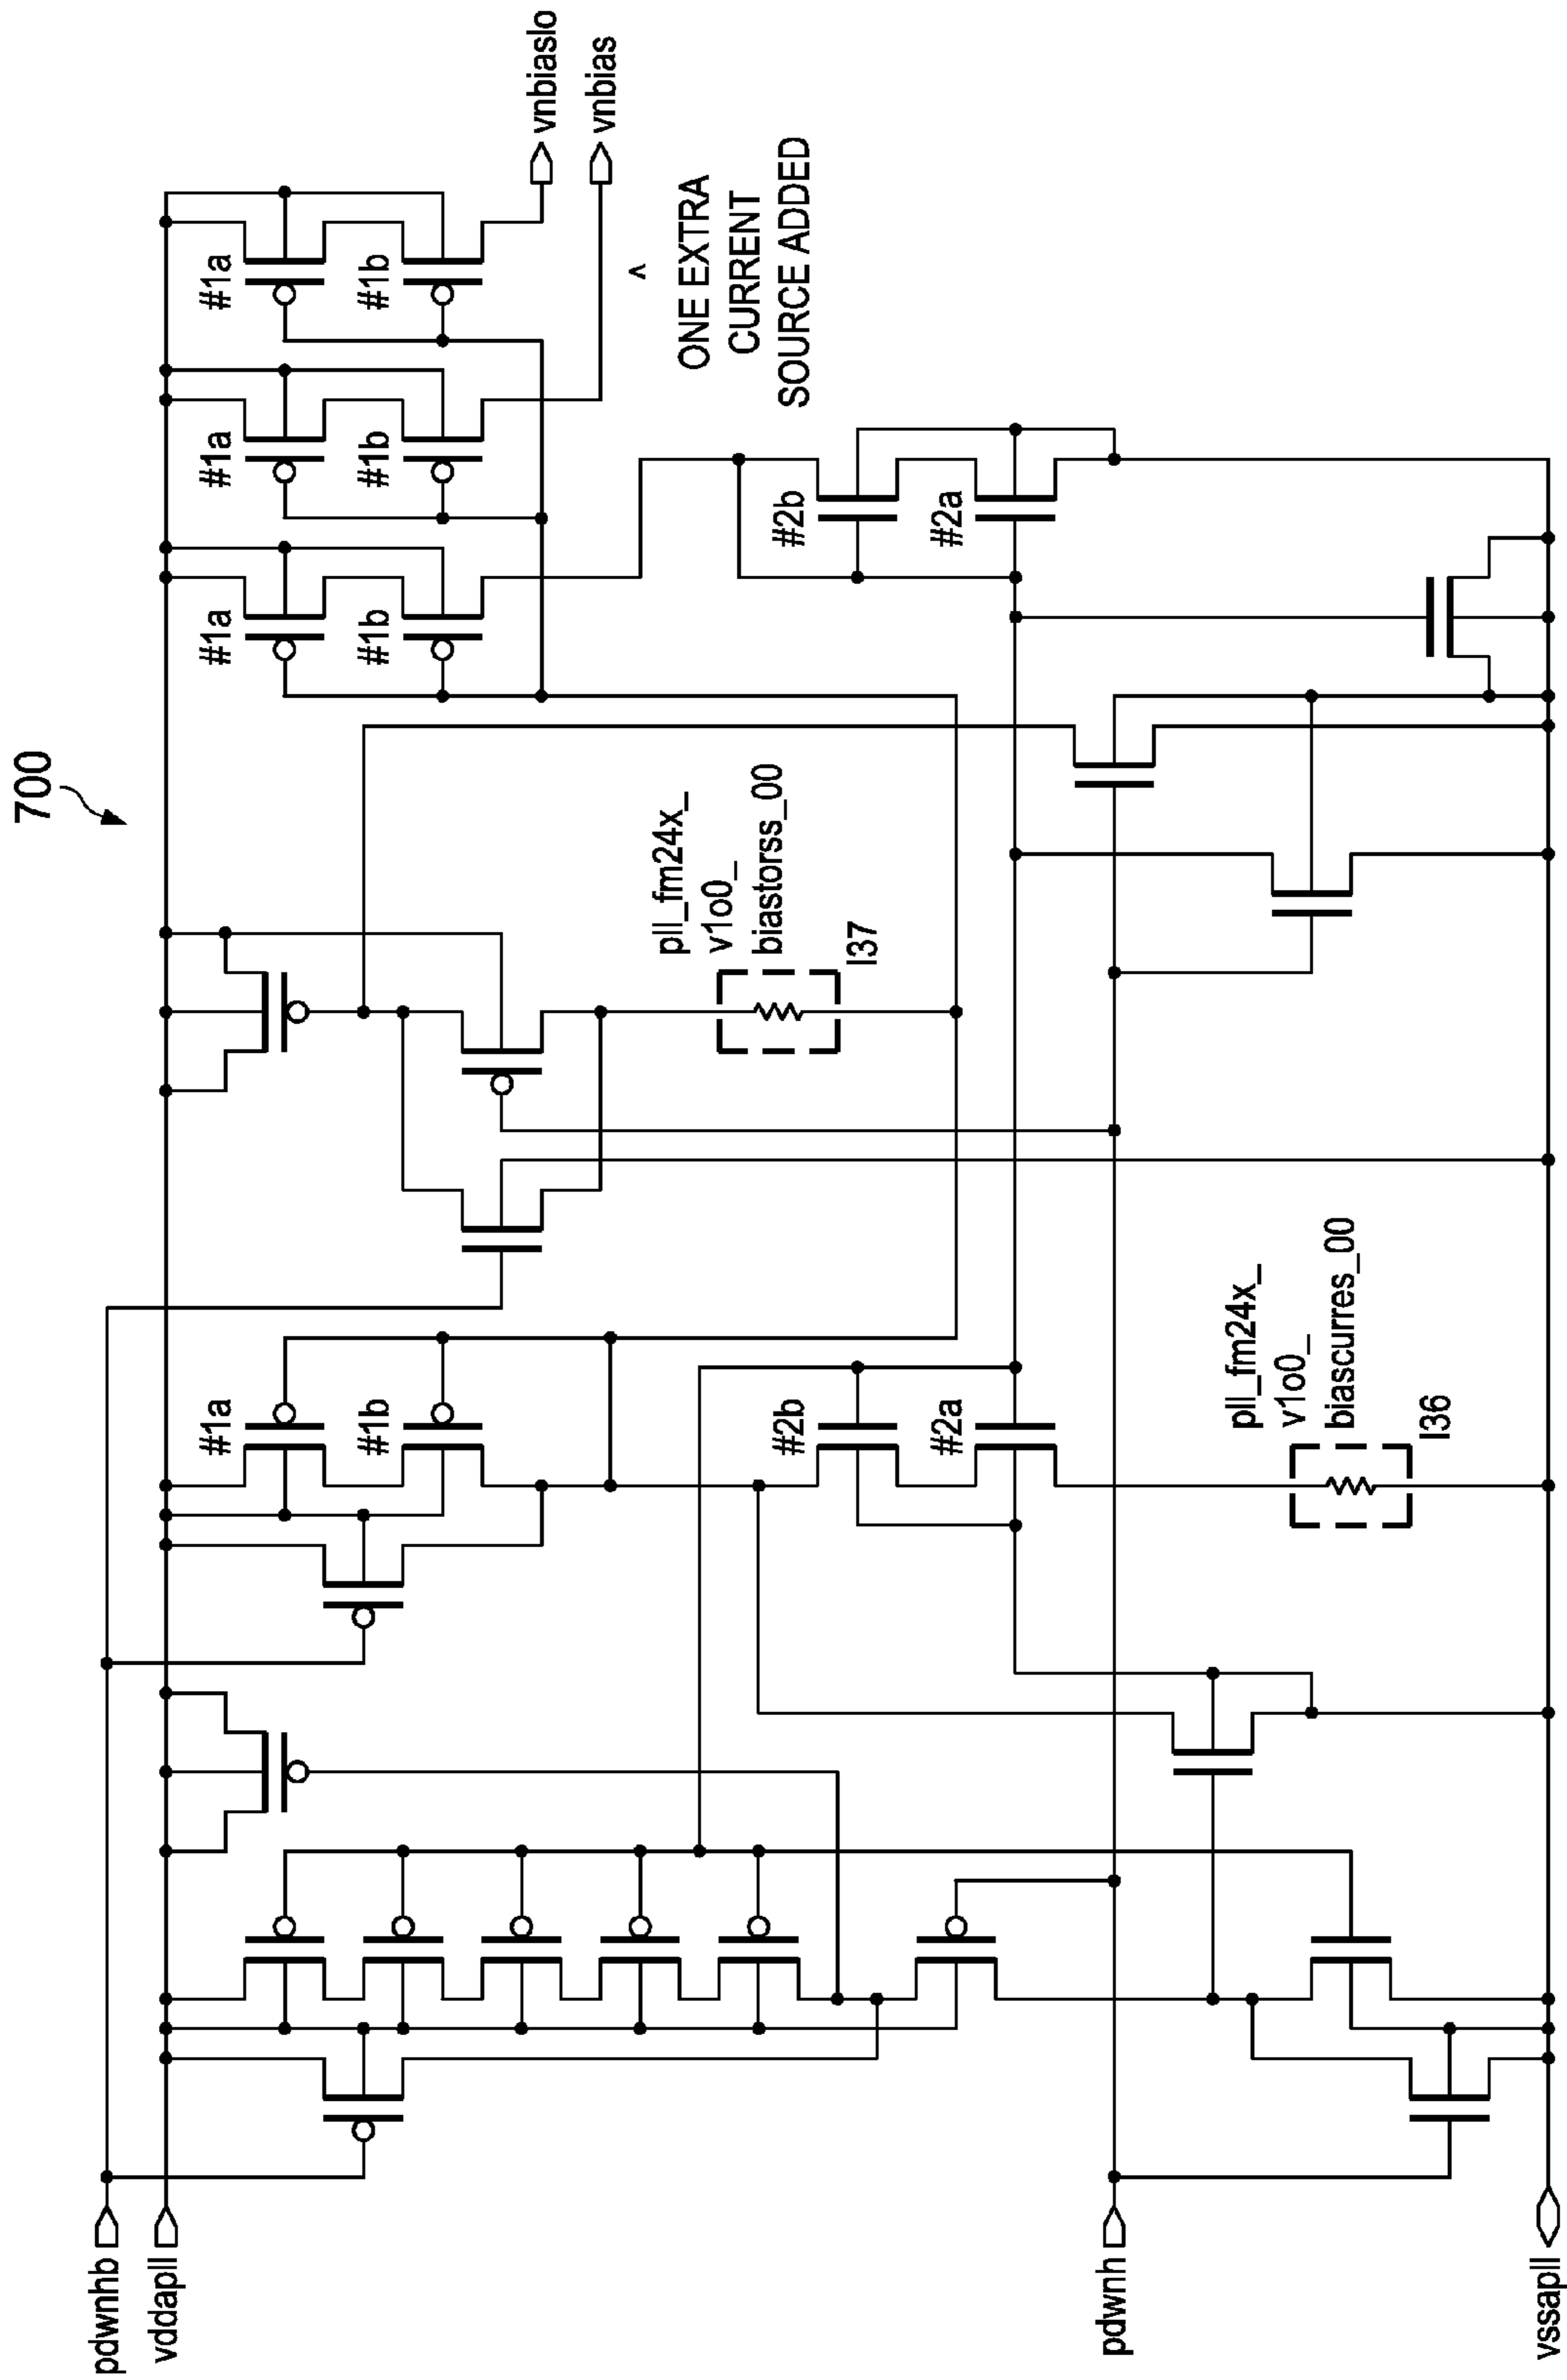 700
pdwnhb
vddapll
pdwnh
vssapll
#1a
#1b
#2b
#2a
pll_fm24x_
v1o0_
biascurres_00
I36
pll_fm24x_
v1o0_
biastorss_00
I37
#1a
#1b
#1a
#1b
#1a
#1b
#2b
#2a
vnbiaslo
vnbias
^
ONE EXTRA
CURRENT
SOURCE ADDED